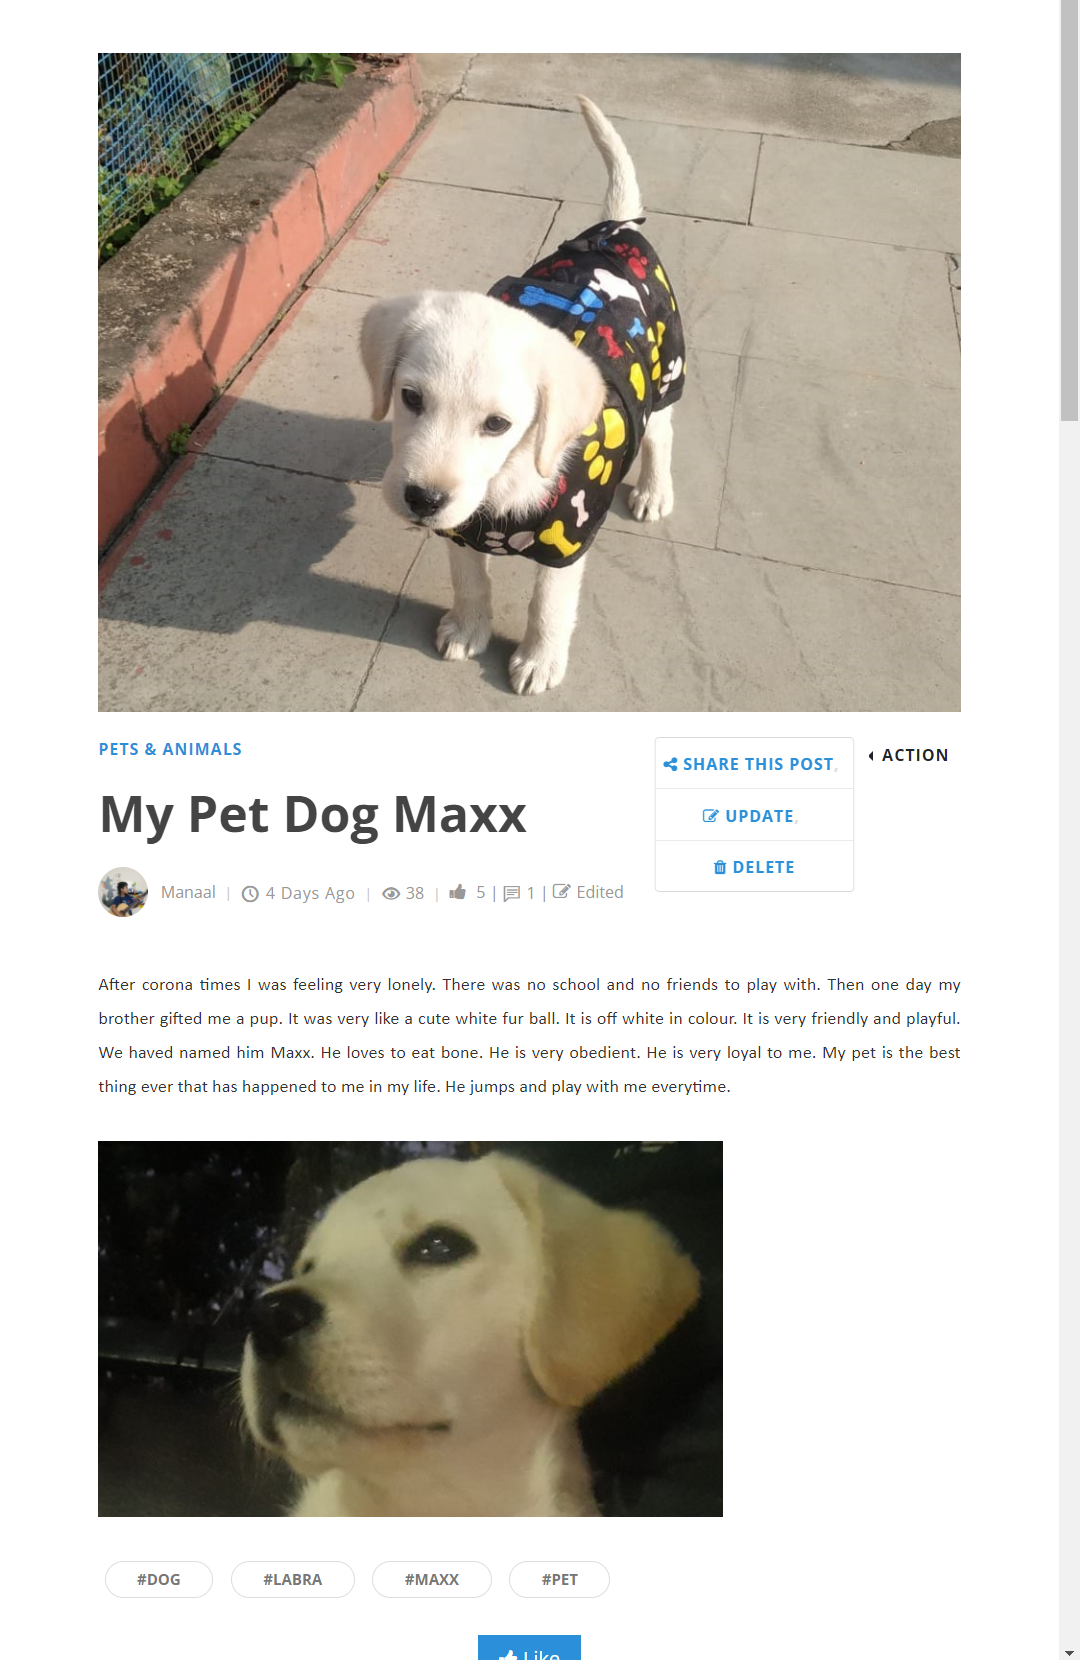 PETS & ANIMALS
SHARE THIS POST,
ACTION
UPDATE,
DELETE
My Pet Dog Maxx
Manaal | 4 Days Ago | 38 | 5 | 1 | Edited
After corona times I was feeling very lonely. There was no school and no friends to play with. Then one day my
brother gifted me a pup. It was very like a cute white fur ball. It is off white in colour. It is very friendly and playful.
We haved named him Maxx. He loves to eat bone. He is very obedient. He is very loyal to me. My pet is the best
thing ever that has happened to me in my life. He jumps and play with me everytime.
#DOG #LABRA #MAXX #PET
Like